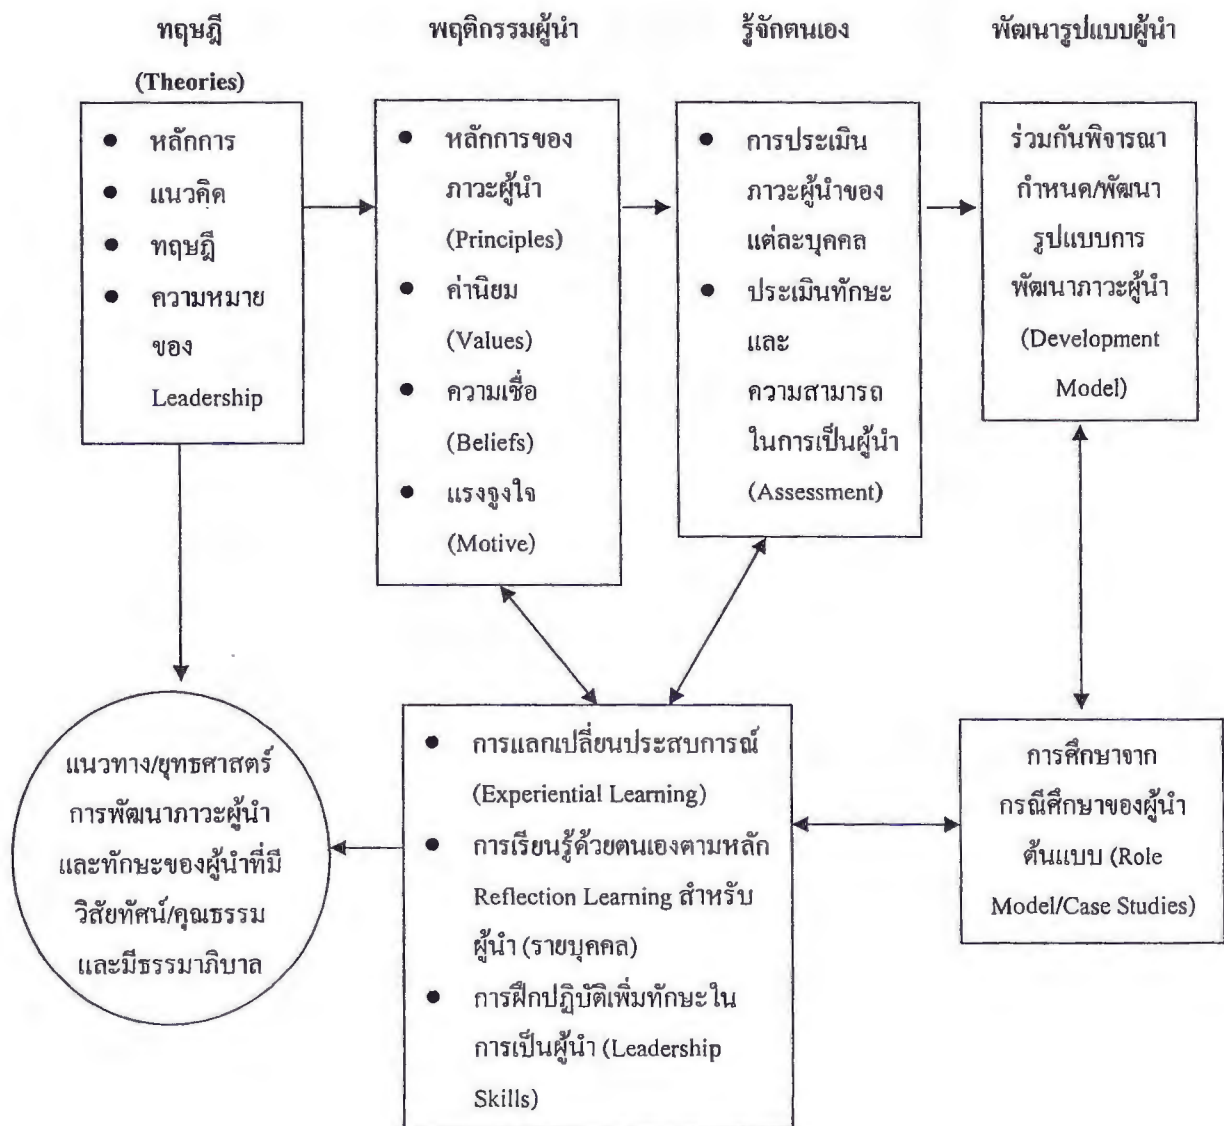 ทฤษฎี
(Theories)
พฤติกรรมผู้นำ
รู้จักตนเอง
พัฒนารูปแบบผู้นำ
● หลักการ
● แนวคิด
● ทฤษฎี
● ความหมาย
ของ
Leadership
● หลักการของ
ภาวะผู้นำ
(Principles)
● ค่านิยม
(Values)
● ความเชื่อ
(Beliefs)
● แรงจูงใจ
(Motive)
● การประเมิน
ภาวะผู้นำของ
แต่ละบุคคล
● ประเมินทักษะ
และ
ความสามารถ
ในการเป็นผู้นำ
(Assessment)
ร่วมกันพิจารณา
กำหนด/พัฒนา
รูปแบบการ
พัฒนาภาวะผู้นำ
(Development
Model)
แนวทาง/ยุทธศาสตร์
การพัฒนาภาวะผู้นำ
และทักษะของผู้นำที่มี
วิสัยทัศน์/คุณธรรม
และมีธรรมาภิบาล
● การแลกเปลี่ยนประสบการณ์
(Experiential Learning)
● การเรียนรู้ด้วยตนเองตามหลัก
Reflection Learning สำหรับ
ผู้นำ (รายบุคคล)
● การฝึกปฏิบัติเพิ่มทักษะใน
การเป็นผู้นำ (Leadership
Skills)
การศึกษาจาก
กรณีศึกษาของผู้นำ
ต้นแบบ (Role
Model/Case Studies)